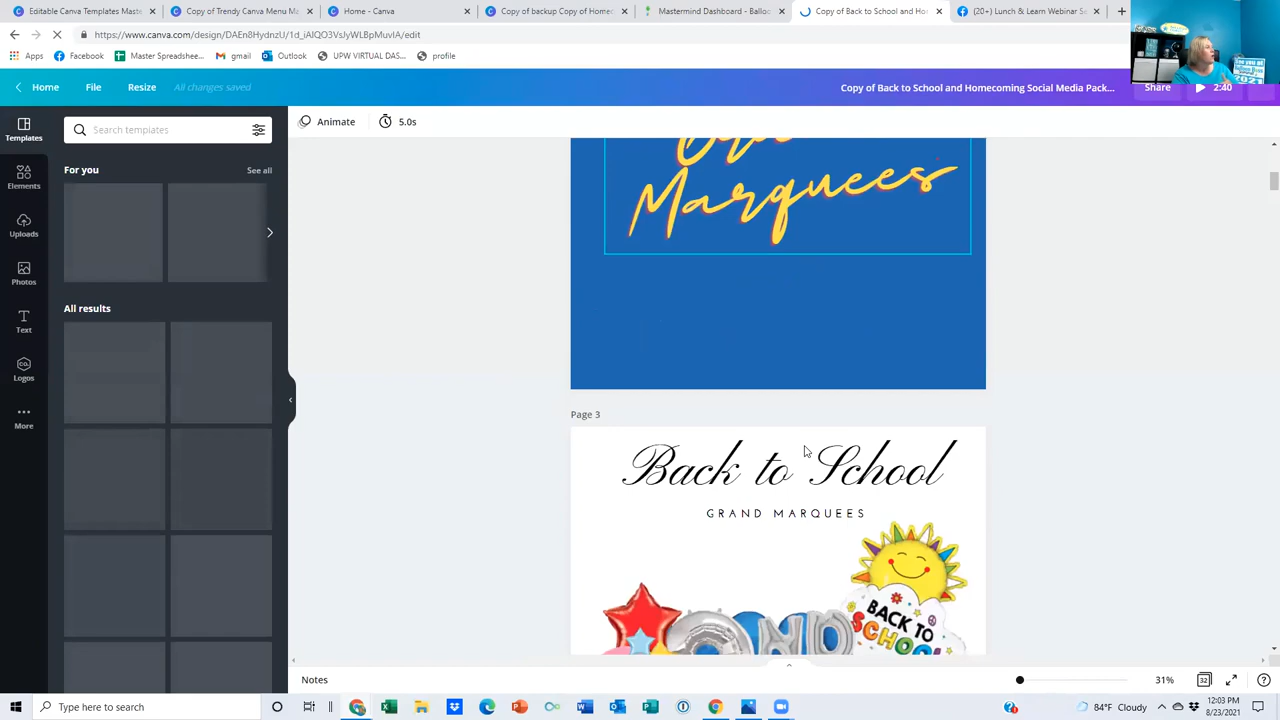 Editable Canva Templates Maste
Copy of Trendy Canva Menu Ma
Home - Canva
Copy of backup Copy of Home
Mastermind Dashboard - Balloo
Copy of Back to School and Ho
(20+) Lunch & Learn Webinar Sa
https://www.canva.com/design/DAEn8HydnzU/1d_iAlQO3VsJyWLBpMuvIA/edit
Apps
Facebook
Master Spreadshee...
gmail
Outlook
UPW VIRTUAL DAS...
profile
Home
File
Resize
All changes saved
Copy of Back to School and Homecoming Social Media Pack...
Share
2:40
Templates
Search templates
Animate
5.0s
For you
See all
Elements
Uploads
Photos
Text
Logos
More
All results
Marquees
Page 3
Back to School
GRAND MARQUEES
BACK TO
SCHOOL
Notes
32
31%
Type here to search
84°F Cloudy
12:03 PM
8/23/2021